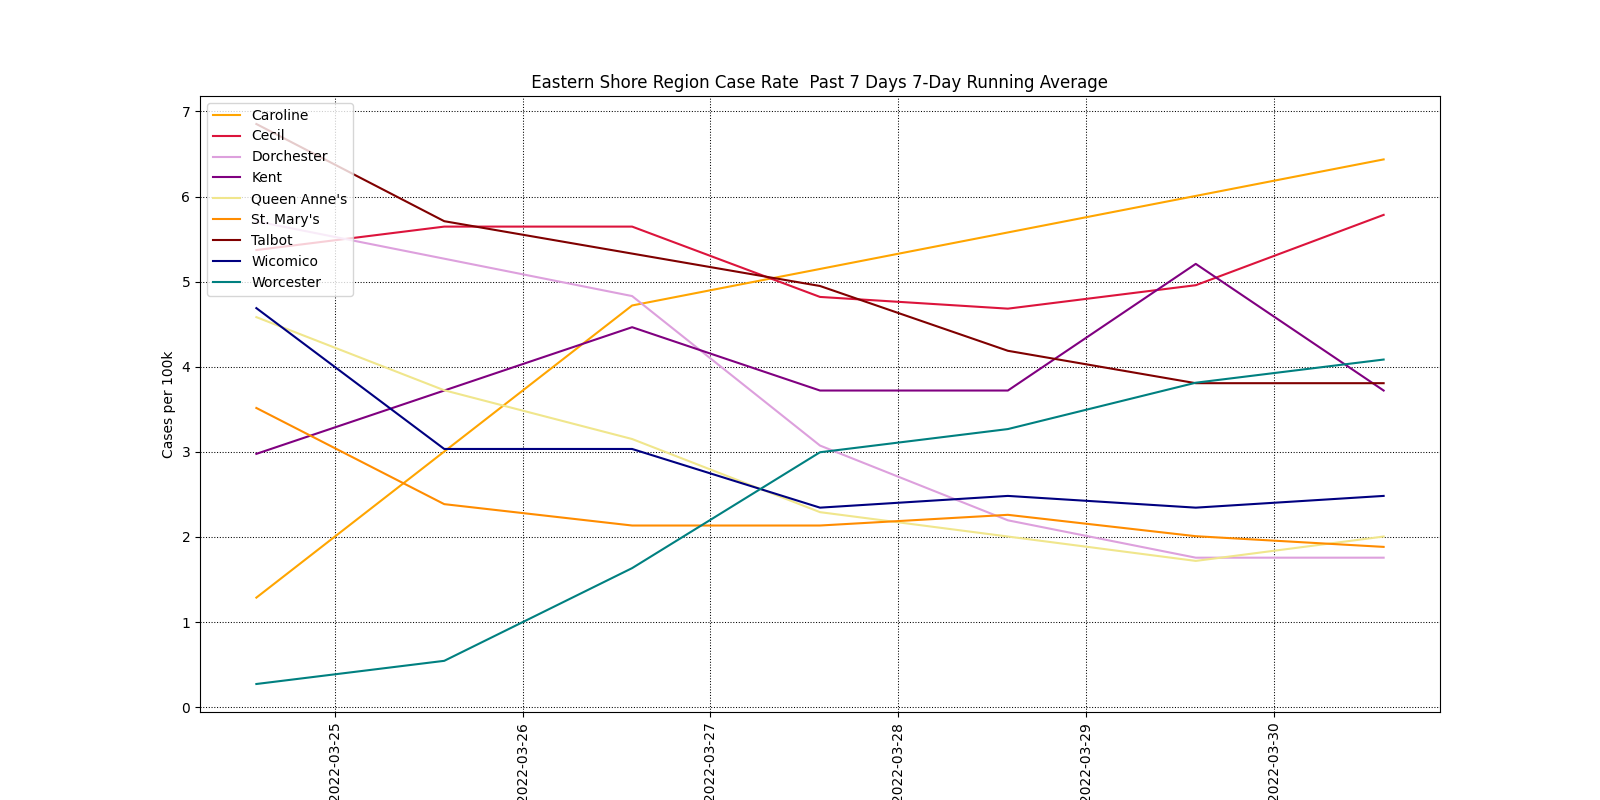 Eastern Shore Region Case Rate  Past 7 Days 7-Day Running Average
Cases per 100k
7
6
5
4
3
2
1
0
Caroline
Cecil
Dorchester
Kent
Queen Anne's
St. Mary's
Talbot
Wicomico
Worcester
2022-03-25
2022-03-26
2022-03-27
2022-03-28
2022-03-29
2022-03-30